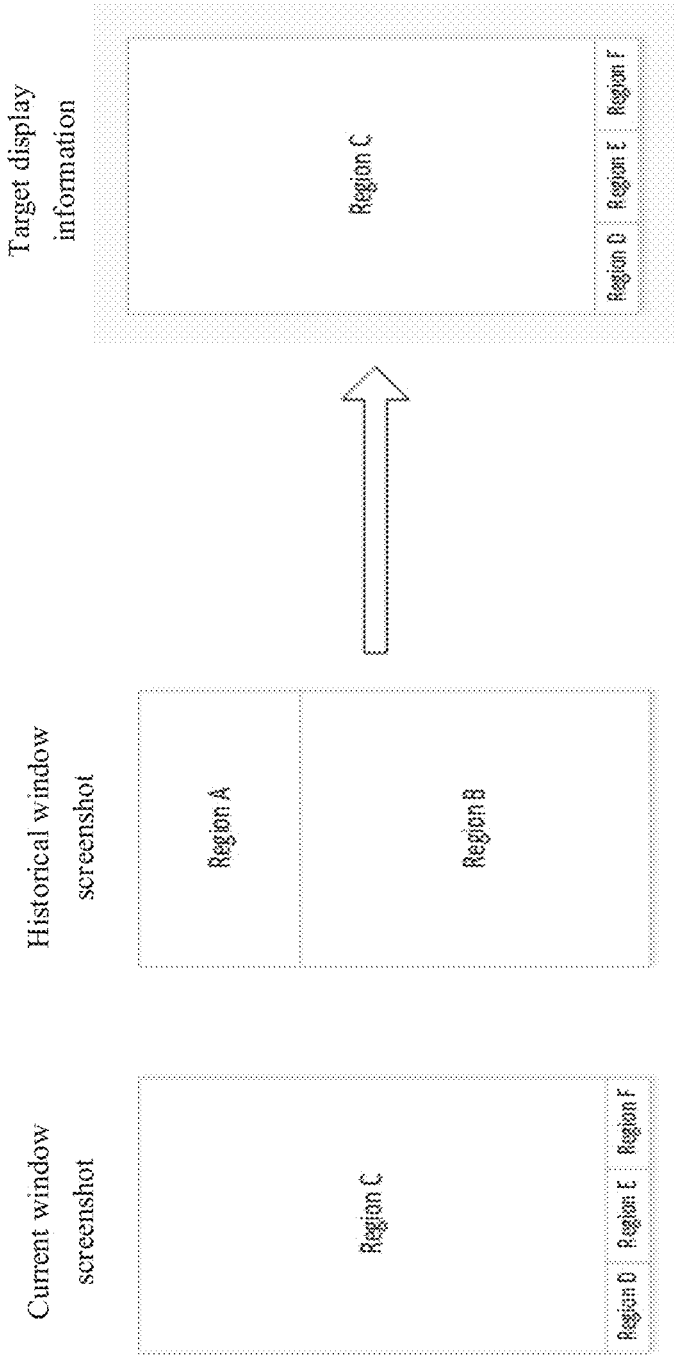 Current window
screenshot
Region C
Region D
Region E
Region F
Historical window
screenshot
Region A
Region B
Target display
information
Region C
Region D
Region E
Region F